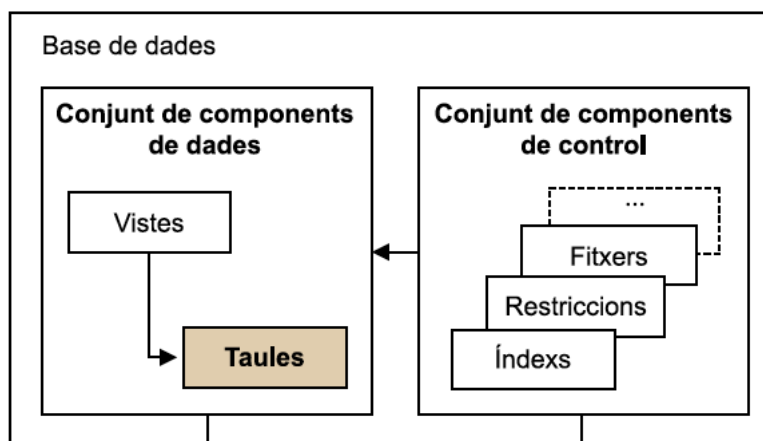 Base de dades
Conjunt de components
de dades
Vistes
Taules
Conjunt de components
de control
...
Fitxers
Restriccions
Índexs